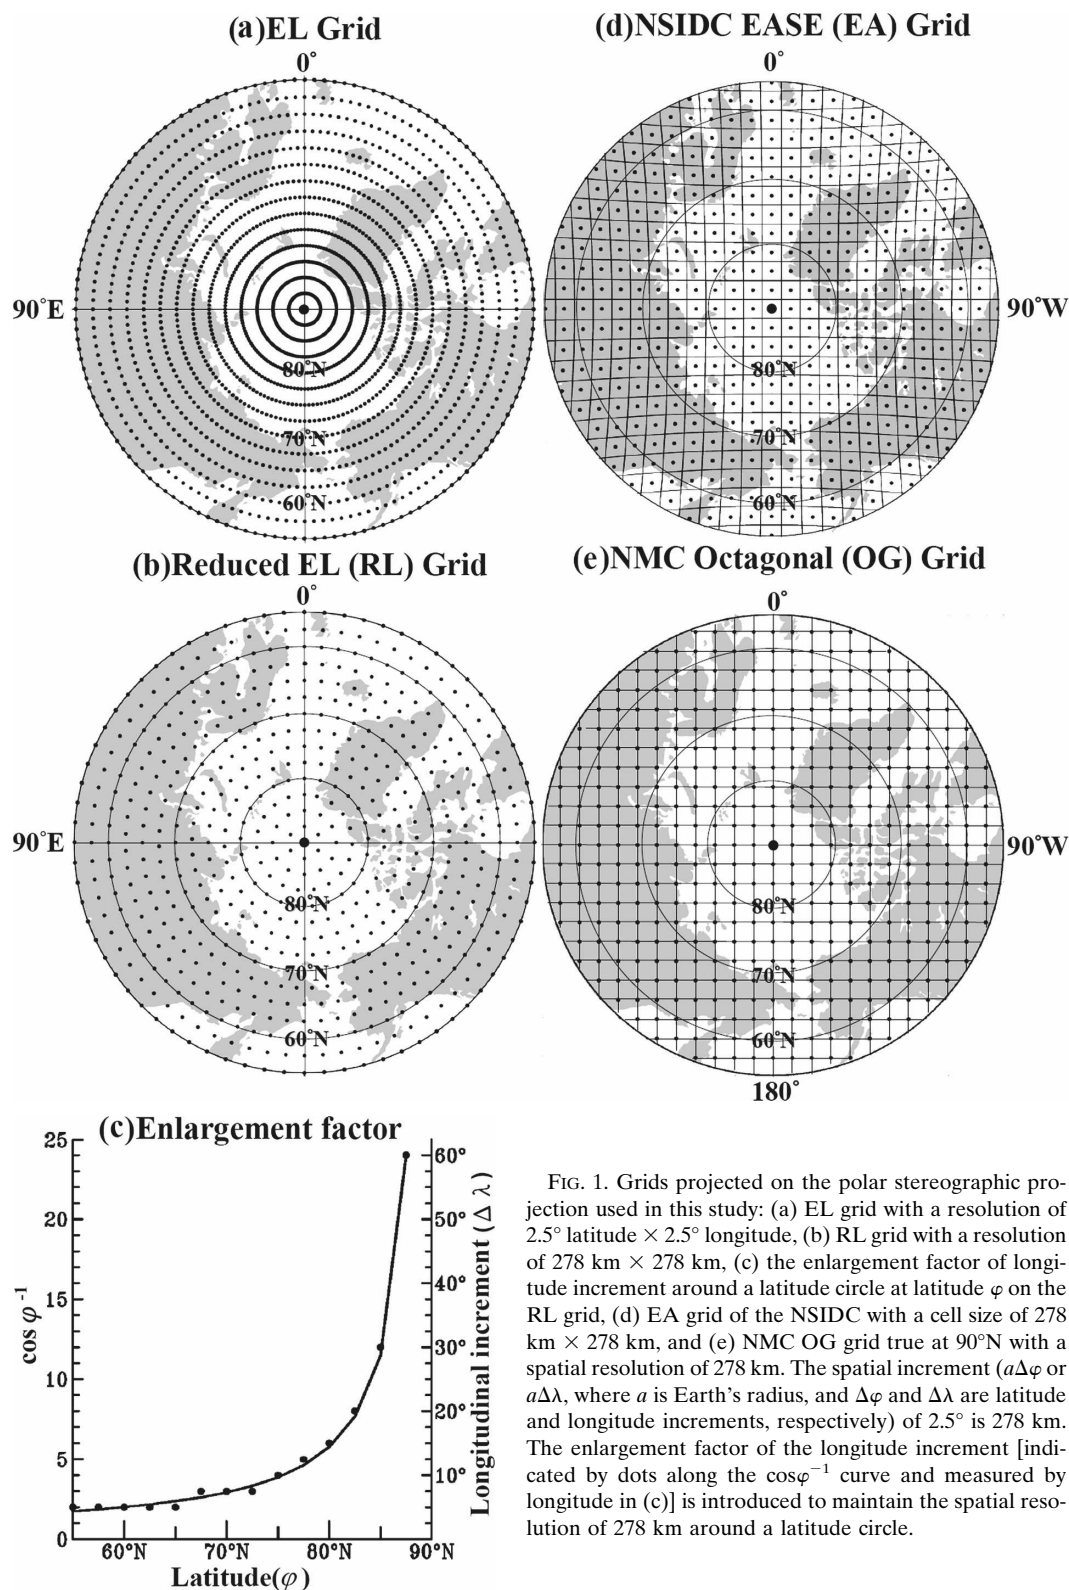 (a)EL Grid
0°
90°E
80°N
70°N
60°N
(d)NSIDC EASE (EA) Grid
0°
90°W
80°N
70°N
60°N
(b)Reduced EL (RL) Grid
0°
90°E
80°N
70°N
60°N
(e)NMC Octagonal (OG) Grid
0°
90°W
80°N
70°N
60°N
180°
(c)Enlargement factor
25
20
15
10
5
0
cos φ⁻¹
60°
50°
40°
30°
20°
10°
Longitudinal increment (Δ λ)
60°N 70°N 80°N 90°N
Latitude(φ)
FIG. 1. Grids projected on the polar stereographic pro-
jection used in this study: (a) EL grid with a resolution of
2.5° latitude × 2.5° longitude, (b) RL grid with a resolution
of 278 km × 278 km, (c) the enlargement factor of longi-
tude increment around a latitude circle at latitude φ on the
RL grid, (d) EA grid of the NSIDC with a cell size of 278
km × 278 km, and (e) NMC OG grid true at 90°N with a
spatial resolution of 278 km. The spatial increment (aΔφ or
aΔλ, where a is Earth's radius, and Δφ and Δλ are latitude
and longitude increments, respectively) of 2.5° is 278 km.
The enlargement factor of the longitude increment [indi-
cated by dots along the cosφ⁻¹ curve and measured by
longitude in (c)] is introduced to maintain the spatial reso-
lution of 278 km around a latitude circle.